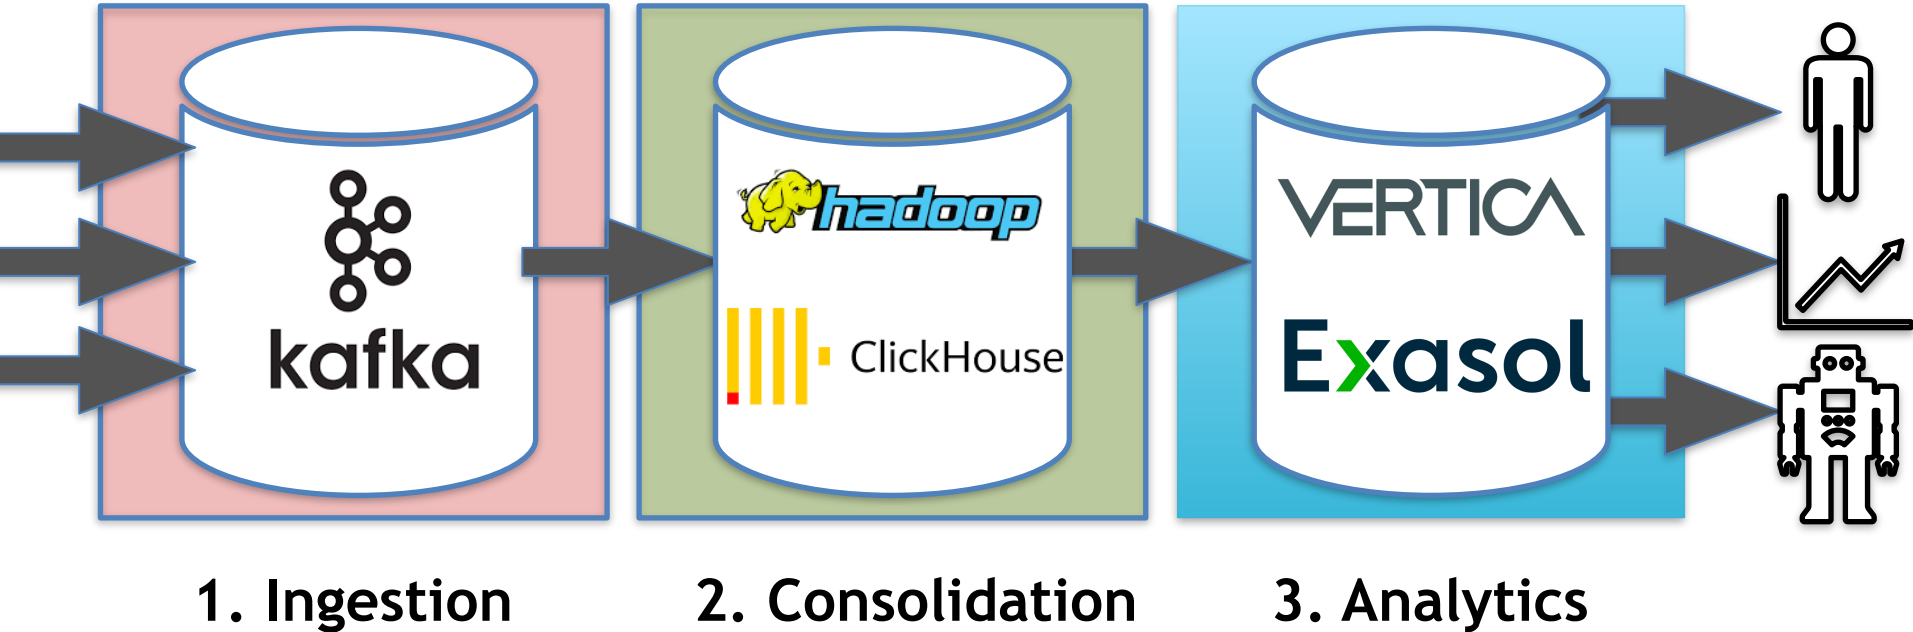 kafka
hadoop
ClickHouse
VERTICA
Exasol
1. Ingestion
2. Consolidation
3. Analytics